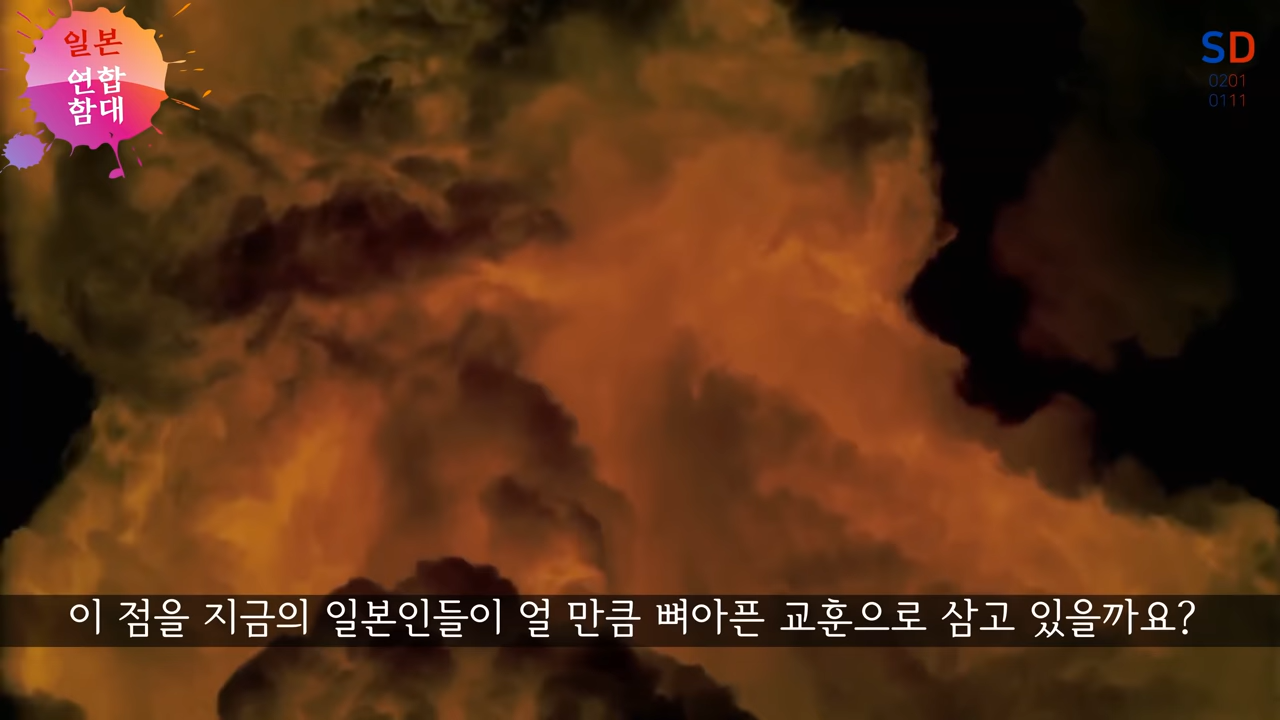 일본
연합
함대
SD
0201
0111
이 점을 지금의 일본인들이 얼 만큼 뼈아픈 교훈으로 삼고 있을까요?